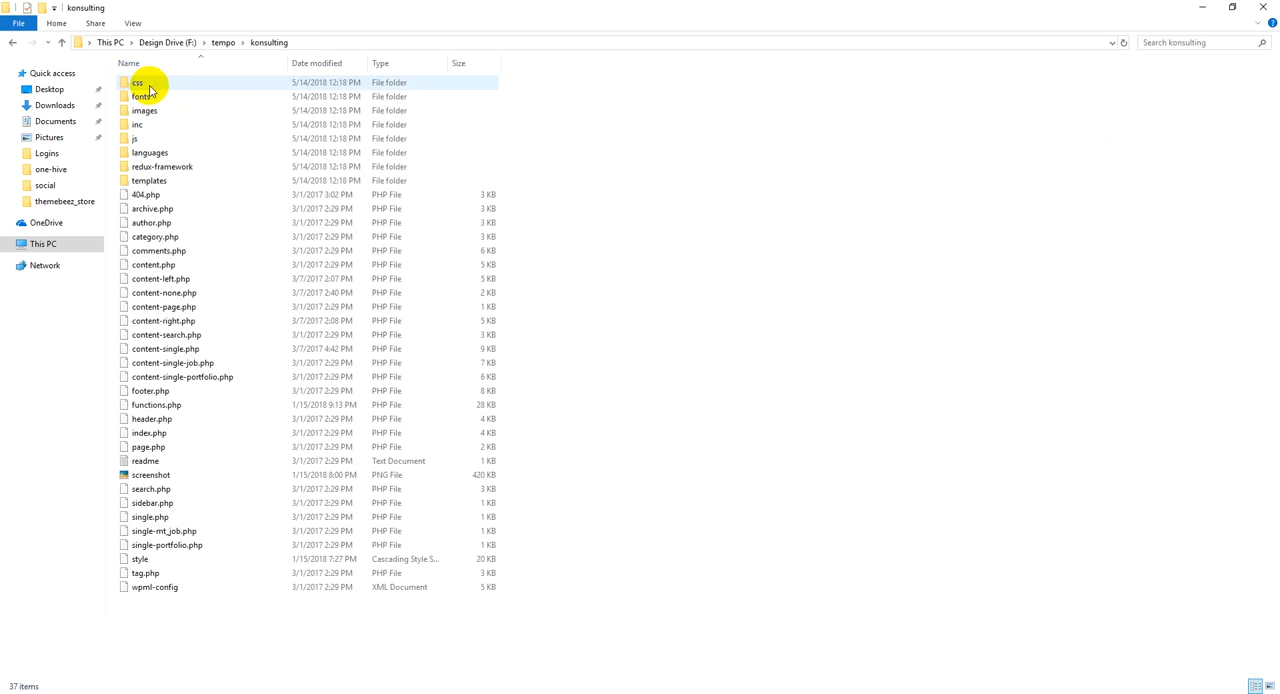 konsulting
File Home Share View
This PC Design Drive (F:) tempo konsulting Search konsulting
Name Date modified Type Size
Quick access
Desktop
Downloads
Documents
Pictures
Logins
one-hive
social
themebeez_store
OneDrive
This PC
Network
css 5/14/2018 12:18 PM File folder
fonts 5/14/2018 12:18 PM File folder
images 5/14/2018 12:18 PM File folder
inc 5/14/2018 12:18 PM File folder
js 5/14/2018 12:18 PM File folder
languages 5/14/2018 12:18 PM File folder
redux-framework 5/14/2018 12:18 PM File folder
templates 5/14/2018 12:18 PM File folder
404.php 3/1/2017 3:02 PM PHP File 3 KB
archive.php 3/1/2017 2:29 PM PHP File 3 KB
author.php 3/1/2017 2:29 PM PHP File 3 KB
category.php 3/1/2017 2:29 PM PHP File 3 KB
comments.php 3/1/2017 2:29 PM PHP File 6 KB
content.php 3/1/2017 2:29 PM PHP File 5 KB
content-left.php 3/7/2017 2:07 PM PHP File 5 KB
content-none.php 3/7/2017 2:40 PM PHP File 2 KB
content-page.php 3/1/2017 2:29 PM PHP File 1 KB
content-right.php 3/7/2017 2:08 PM PHP File 5 KB
content-search.php 3/1/2017 2:29 PM PHP File 3 KB
content-single.php 3/7/2017 4:42 PM PHP File 9 KB
content-single-job.php 3/1/2017 2:29 PM PHP File 7 KB
content-single-portfolio.php 3/1/2017 2:29 PM PHP File 6 KB
footer.php 3/1/2017 2:29 PM PHP File 8 KB
functions.php 1/15/2018 9:13 PM PHP File 28 KB
header.php 3/1/2017 2:29 PM PHP File 4 KB
index.php 3/1/2017 2:29 PM PHP File 4 KB
page.php 3/1/2017 2:29 PM PHP File 2 KB
readme 3/1/2017 2:29 PM Text Document 1 KB
screenshot 1/15/2018 8:00 PM PNG File 420 KB
search.php 3/1/2017 2:29 PM PHP File 3 KB
sidebar.php 3/1/2017 2:29 PM PHP File 1 KB
single.php 3/1/2017 2:29 PM PHP File 1 KB
single-mt_job.php 3/1/2017 2:29 PM PHP File 1 KB
single-portfolio.php 3/1/2017 2:29 PM PHP File 1 KB
style 1/15/2018 7:27 PM Cascading Style S... 20 KB
tag.php 3/1/2017 2:29 PM PHP File 3 KB
wpml-config 3/1/2017 2:29 PM XML Document 5 KB
37 items